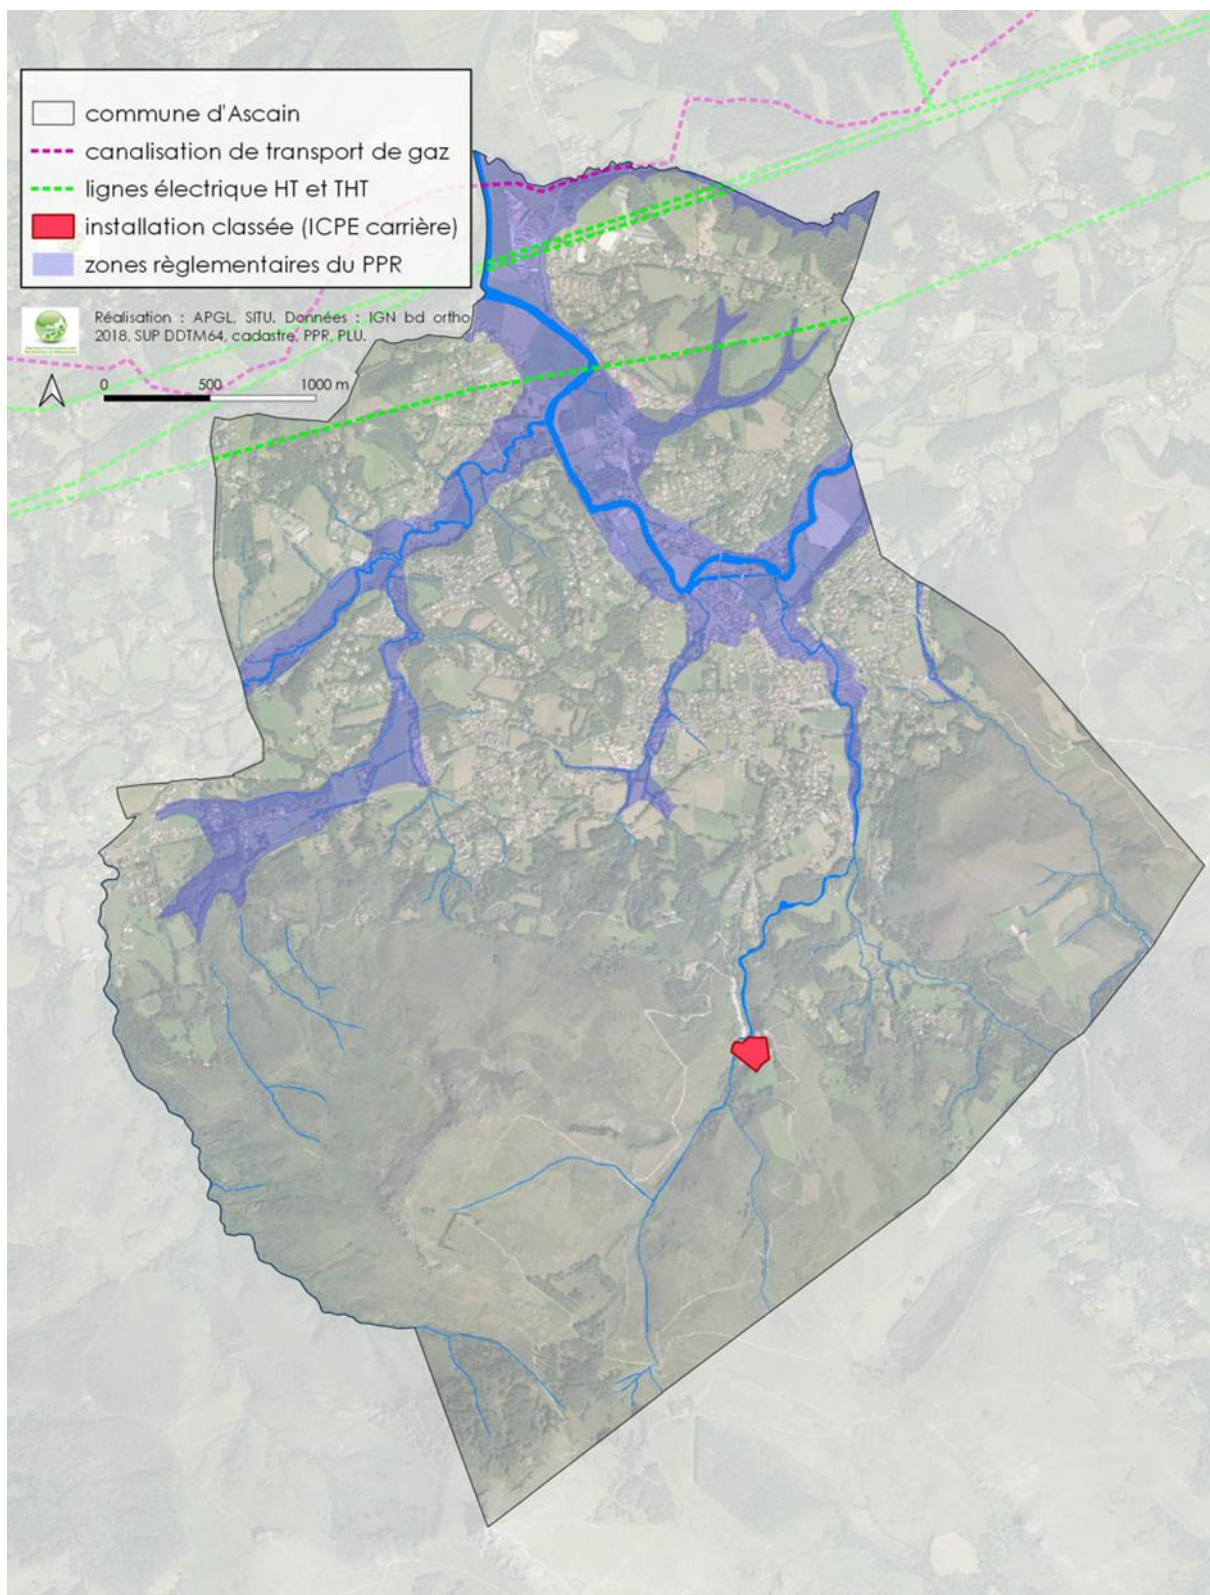 commune d'Ascain
canalisation de transport de gaz
lignes électrique HT et THT
installation classée (ICPE carrière)
zones règlementaires du PPR
Réalisation : APGL, SITU. Données : IGN bd ortho
2018, SUP DDTM64, cadastre, PPR, PLU.
0 500 1000 m